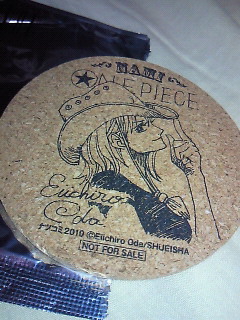 NAMI
ONE PIECE
Eiichiro
Oda
ナツコミ2010 ©Eiichiro Oda/SHUEISHA
NOT FOR SALE